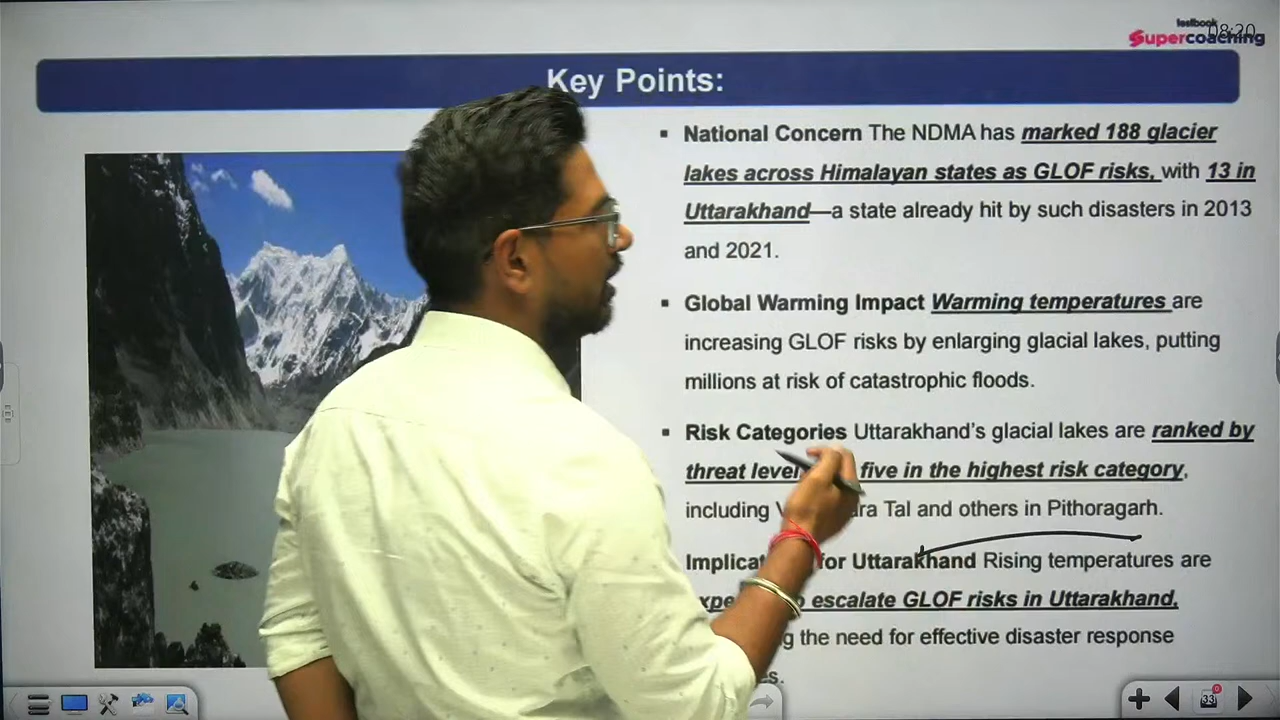 testbook
08:20
Supercoaching
Key Points:
▪ National Concern The NDMA has marked 188 glacier
lakes across Himalayan states as GLOF risks, with 13 in
Uttarakhand—a state already hit by such disasters in 2013
and 2021.
▪ Global Warming Impact Warming temperatures are
increasing GLOF risks by enlarging glacial lakes, putting
millions at risk of catastrophic floods.
▪ Risk Categories Uttarakhand's glacial lakes are ranked by
threat level five in the highest risk category,
including Tal and others in Pithoragarh.
for Uttarakhand Rising temperatures are
escalate GLOF risks in Uttarakhand,
the need for effective disaster response
33